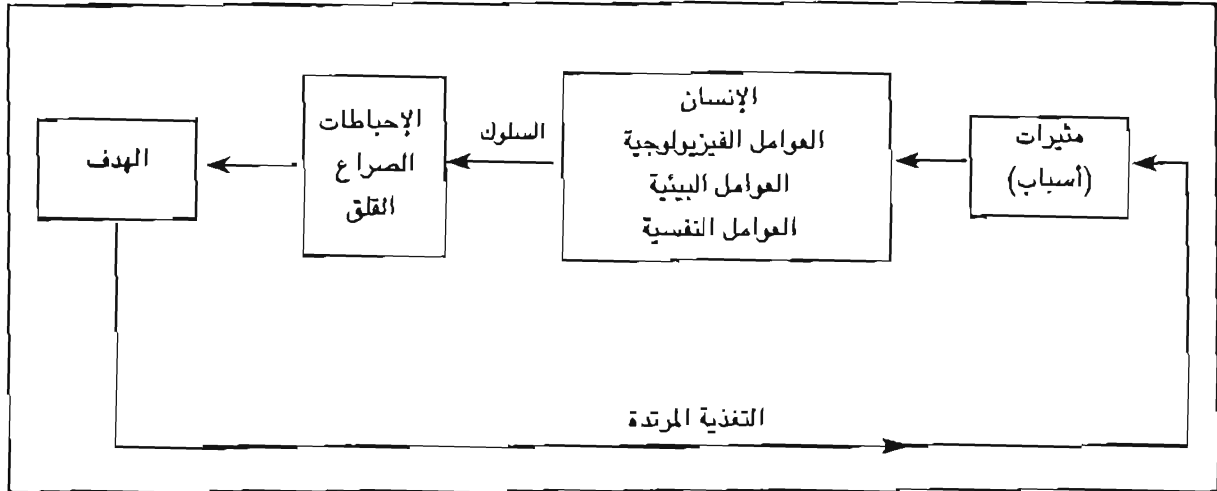 مثيرات
(أسباب)
الإنسان
العوامل الفيزيولوجية
العوامل البيئية
العوامل النفسية
السلوك
الإحباطات
الصراع
القلق
الهدف
التغذية المرتدة